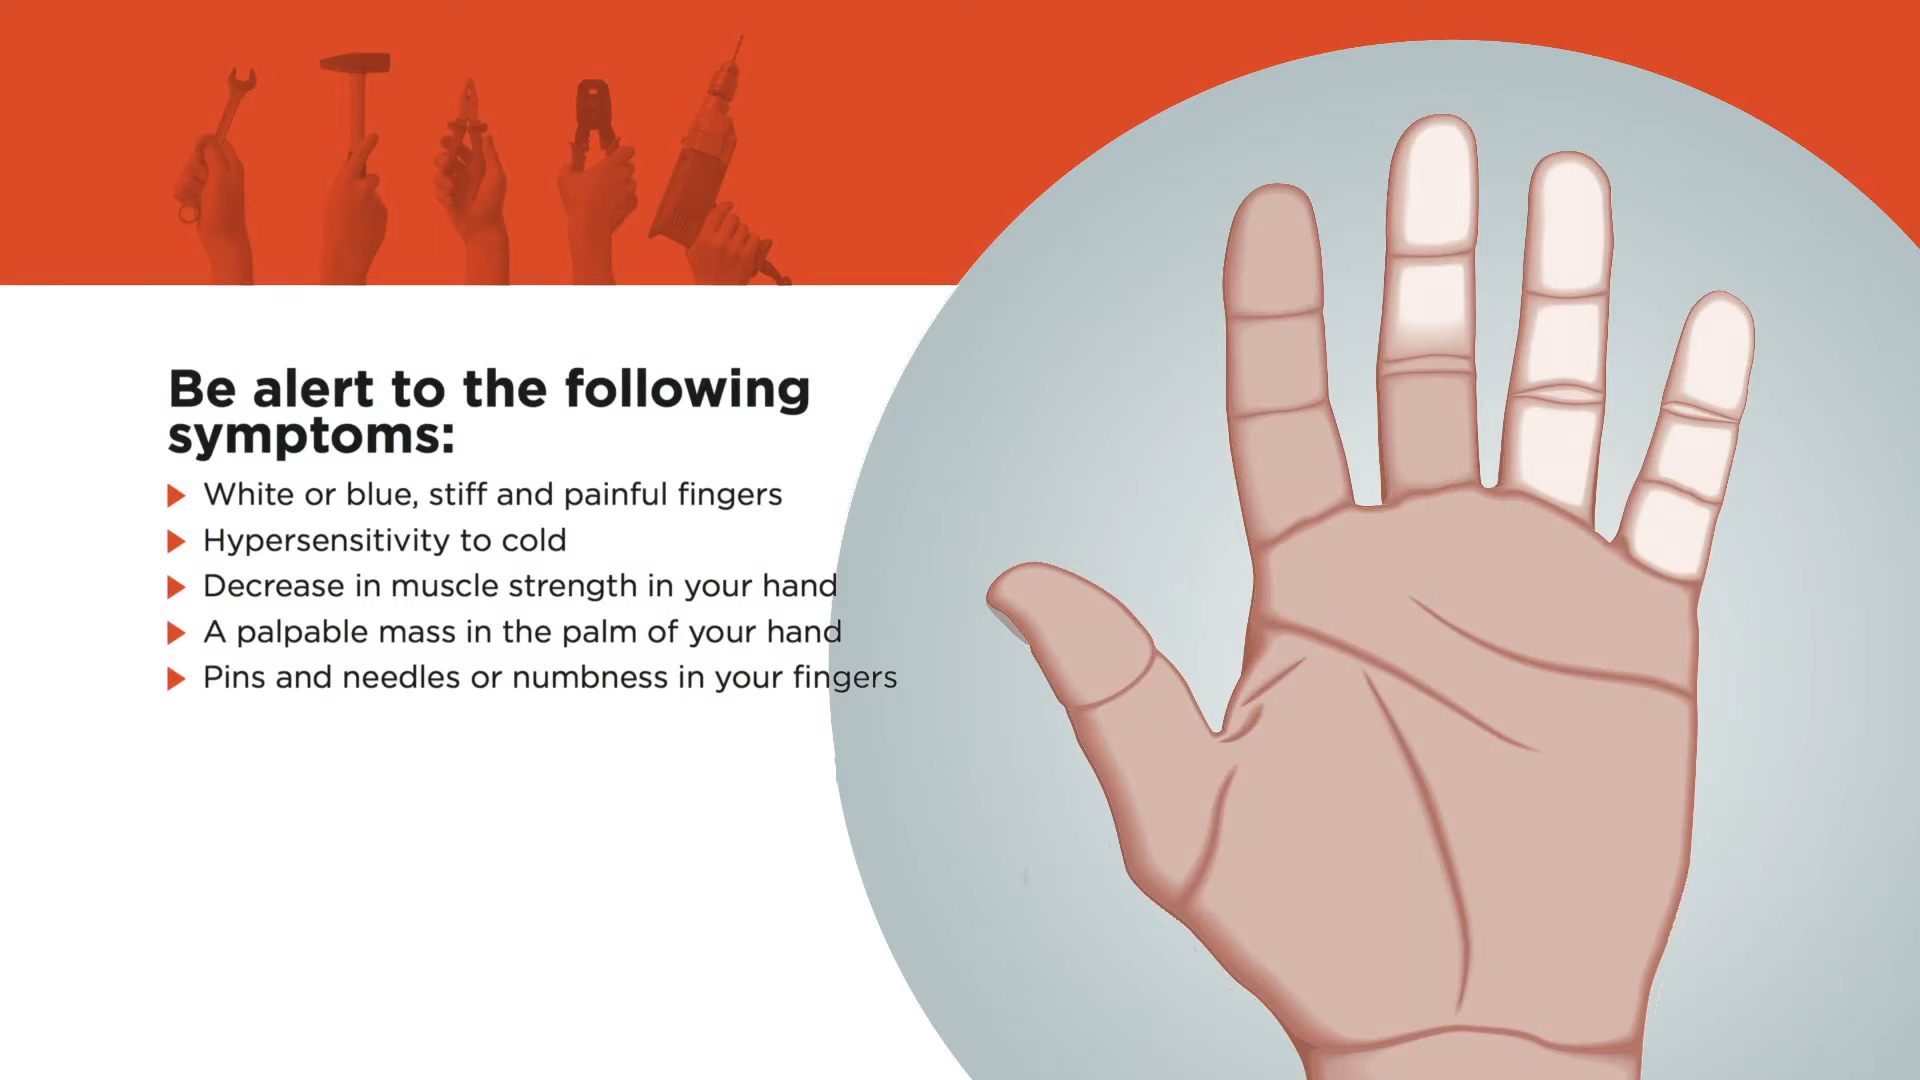 Be alert to the following
symptoms:
White or blue, stiff and painful fingers
Hypersensitivity to cold
Decrease in muscle strength in your hand
A palpable mass in the palm of your hand
Pins and needles or numbness in your fingers